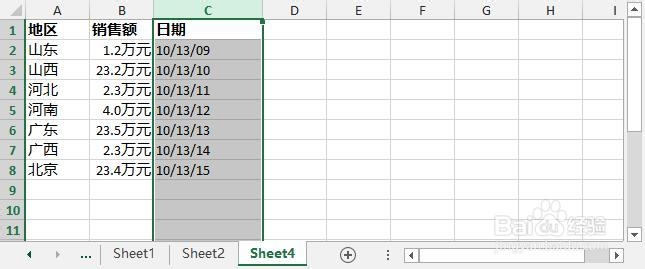 A B C D E F G H I
1 地区 销售额 日期
2 山东 1.2万元 10/13/09
3 山西 23.2万元 10/13/10
4 河北 2.3万元 10/13/11
5 河南 4.0万元 10/13/12
6 广东 23.5万元 10/13/13
7 广西 2.3万元 10/13/14
8 北京 23.4万元 10/13/15
9
10
11
... Sheet1 Sheet2 Sheet4
Baidu经验
jingyan.baidu.com